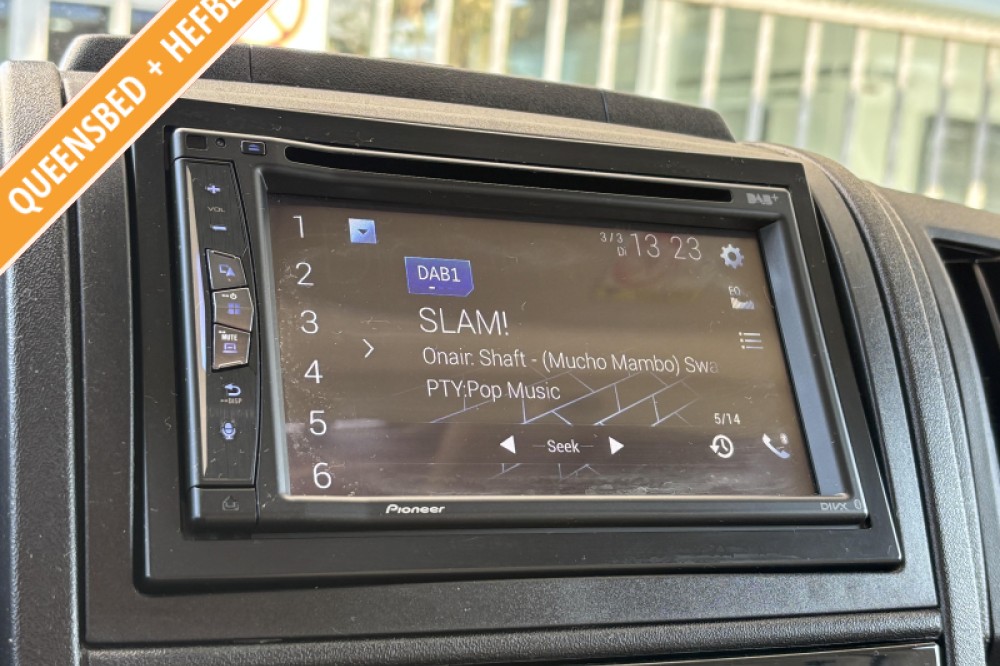 QUEENSBED + HEFBE
DAB+
VOL
MUTE
DISP
1
2
3
4
5
6
3/3
Di
13 23
DAB1
EQ
SLAM!
Onair: Shaft - (Mucho Mambo) Swa
PTY:Pop Music
5/14
Seek
Pioneer
DIVX